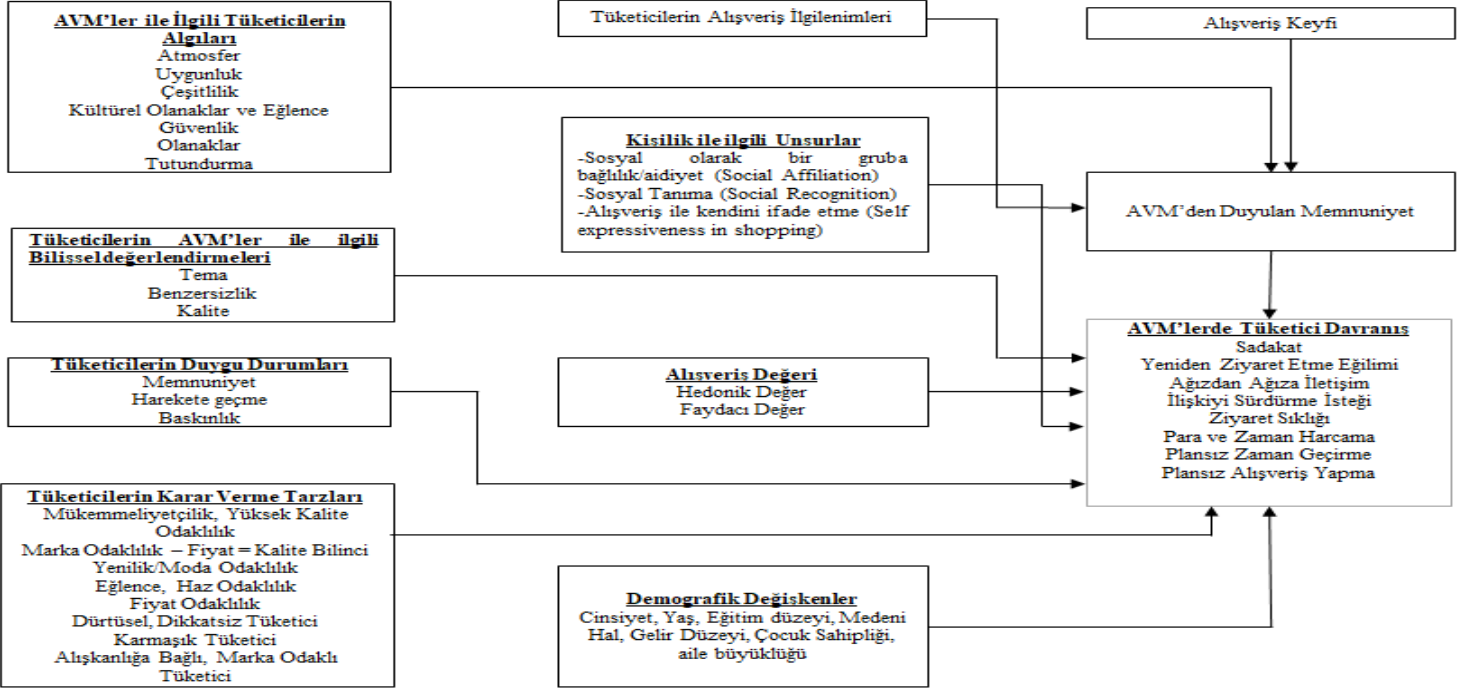 AVM’ler ile İlgili Tüketicilerin
Algıları
Atmosfer
Uygunluk
Çeşitlilik
Kültürel Olanaklar ve Eğlence
Güvenlik
Olanaklar
Tutundurma
Tüketicilerin Alışveriş İlgilenimleri
Alışveriş Keyfi
Kişilik ile ilgili Unsurlar
-Sosyal olarak bir gruba
bağlılık/aidiyet (Social Affiliation)
-Sosyal Tanıma (Social Recognition)
-Alışveriş ile kendini ifade etme (Self
expressiveness in shopping)
AVM’den Duyulan Memnuniyet
Tüketicilerin AVM’ler ile ilgili
Bilişsel değerlendirmeleri
Tema
Benzersizlik
Kalite
Tüketicilerin Duygu Durumları
Memnuniyet
Harekete geçme
Baskınlık
Alışveriş Değeri
Hedonik Değer
Faydacı Değer
AVM’lerde Tüketici Davranış
Sadakat
Yeniden Ziyaret Etme Eğilimi
Ağızdan Ağıza İletişim
İlişkiyi Sürdürme İsteği
Ziyaret Sıklığı
Para ve Zaman Harcama
Plansız Zaman Geçirme
Plansız Alışveriş Yapma
Tüketicilerin Karar Verme Tarzları
Mükemmeliyetçilik, Yüksek Kalite
Odaklılık
Marka Odaklılık – Fiyat = Kalite Bilinci
Yenilik/Moda Odaklılık
Eğlence, Haz Odaklılık
Fiyat Odaklılık
Dürtüsel, Dikkatsiz Tüketici
Karmaşık Tüketici
Alışkanlığa Bağlı, Marka Odaklı
Tüketici
Demografik Değişkenler
Cinsiyet, Yaş, Eğitim düzeyi, Medeni
Hal, Gelir Düzeyi, Çocuk Sahipliği,
aile büyüklüğü